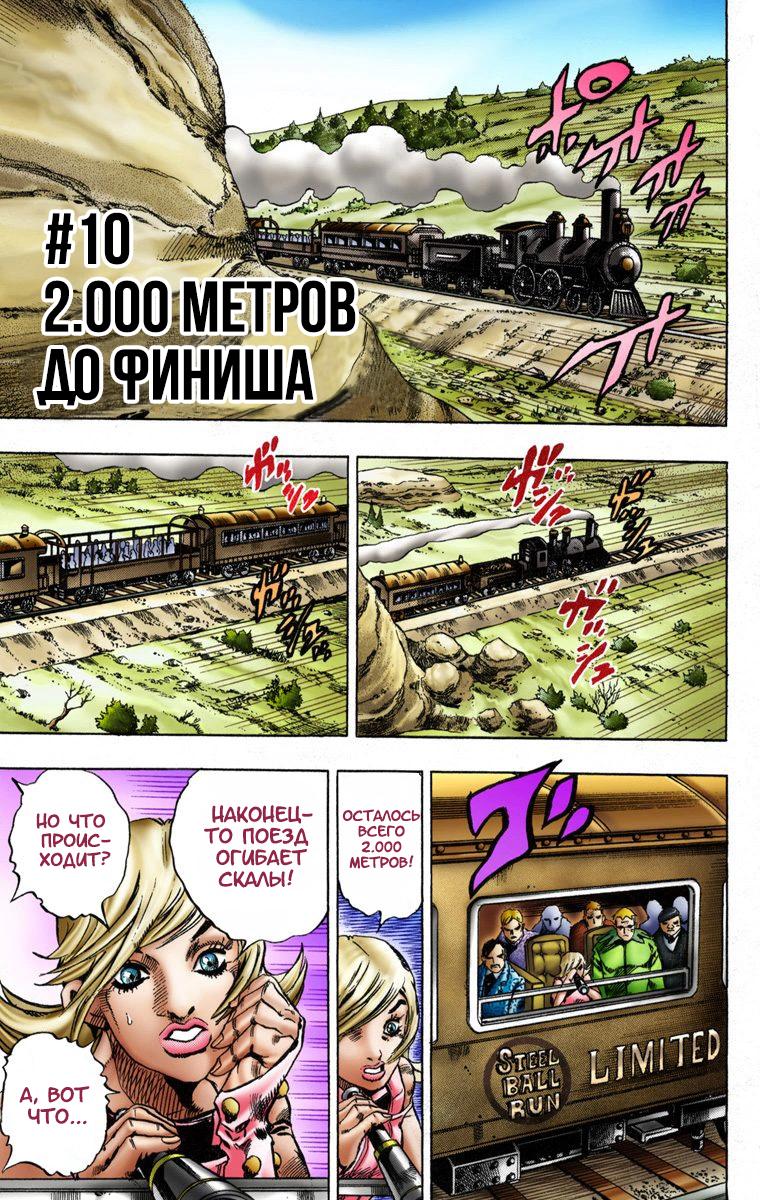 #10
2.000 МЕТРОВ
ДО ФИНИША
STEEL
BALL
RUN
LIMITED
ОСТАЛОСЬ
ВСЕГО
2.000
МЕТРОВ!
НАКОНЕЦ-
ТО ПОЕЗД
ОГИБАЕТ
СКАЛЫ!
НО ЧТО
ПРОИС-
ХОДИТ?
А, ВОТ
ЧТО...